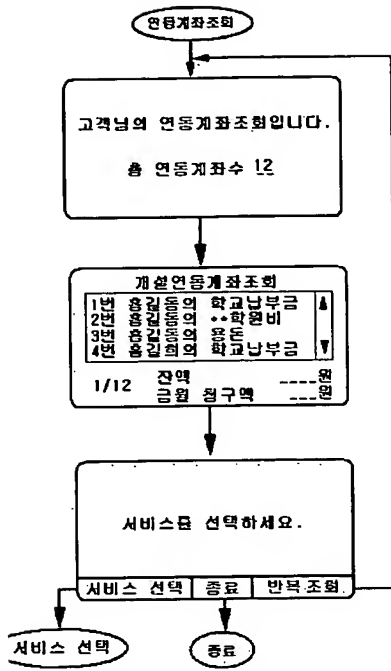 연동계좌조회
고객님의 연동계좌조회입니다.
총 연동계좌수 12
개설연동계좌조회
1번 홍길동의 학교납부금
2번 홍길동의 **학원비
3번 홍길동의 용돈
4번 홍길희의 학교납부금
1/12 잔액 ____원
금월 청구액 ____원
서비스를 선택하세요.
서비스 선택 종료 반복조회
서비스 선택
종료